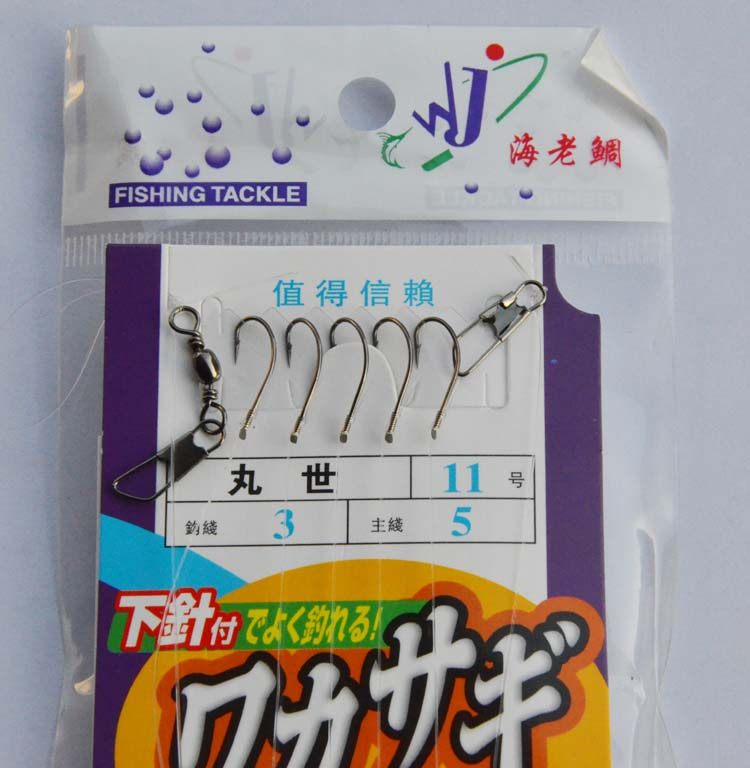 WJ
海老鯛
FISHING TACKLE
值得信賴
丸世 11 号
鈎綫 3 主綫 5
下針付でよく釣れる!
ワカサギ